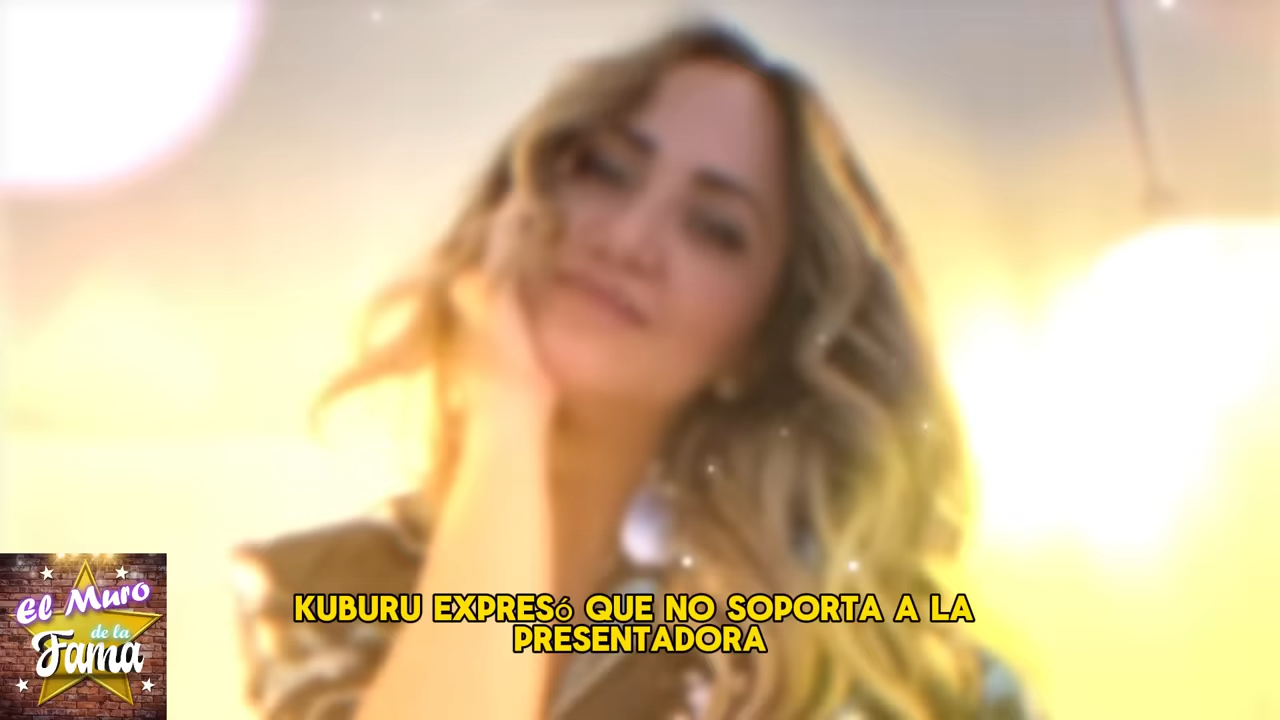 El Muro
de la
Fama
KUBURU EXPRESó QUE NO SOPORTA A LA
PRESENTADORA